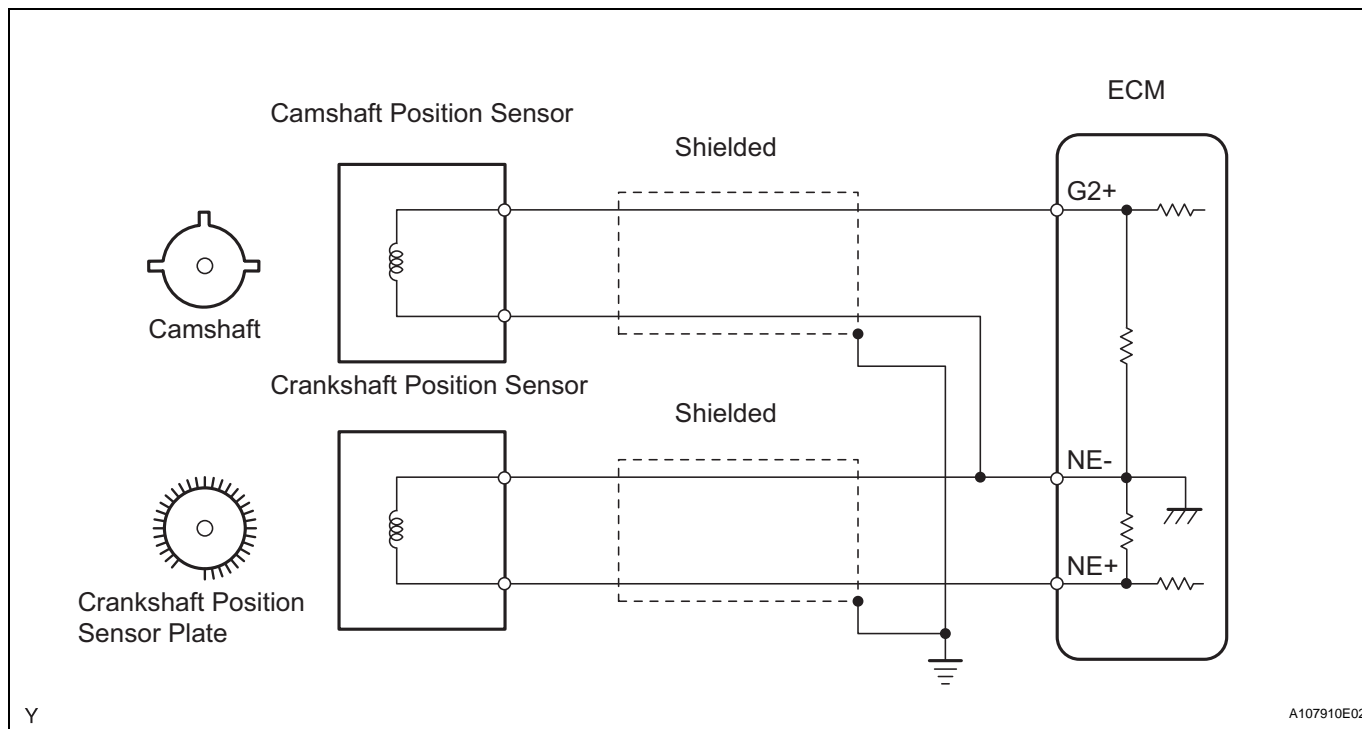 ECM
Camshaft Position Sensor
Shielded
G2+
Camshaft
Crankshaft Position Sensor
Shielded
NE-
NE+
Crankshaft Position
Sensor Plate
Y
A107910E02